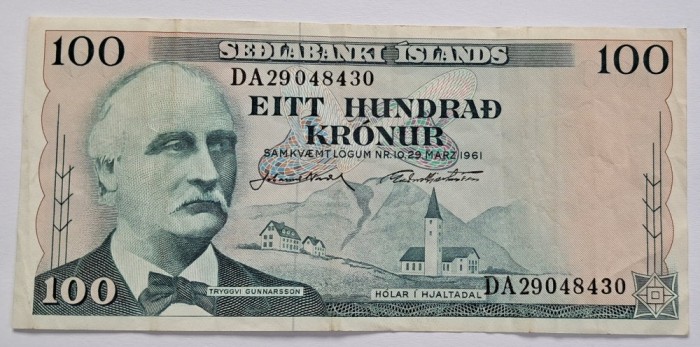 100
SEÐLABANKI ÍSLANDS
100
DA29048430
EITT HUNDRAÐ
KRÓNUR
SAMKVÆMT LÖGUM NR. 10, 29. MARZ 1961
100
TRYGGVI GUNNARSSON
HÓLAR Í HJALTADAL
DA29048430